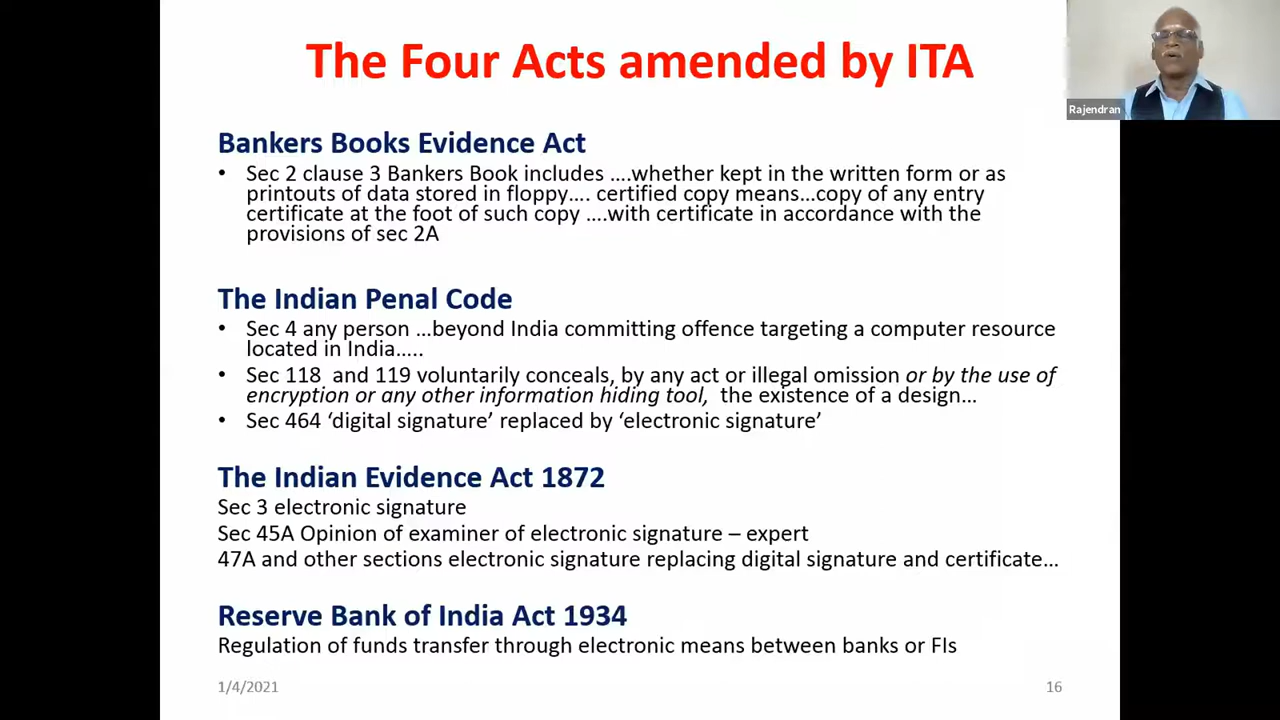 The Four Acts amended by ITA
Rajendran
Bankers Books Evidence Act
• Sec 2 clause 3 Bankers Book includes ....whether kept in the written form or as
printouts of data stored in floppy.... certified copy means...copy of any entry
certificate at the foot of such copy ....with certificate in accordance with the
provisions of sec 2A
The Indian Penal Code
• Sec 4 any person ...beyond India committing offence targeting a computer resource
located in India.....
• Sec 118 and 119 voluntarily conceals, by any act or illegal omission or by the use of
encryption or any other information hiding tool, the existence of a design...
• Sec 464 ‘digital signature’ replaced by ‘electronic signature’
The Indian Evidence Act 1872
Sec 3 electronic signature
Sec 45A Opinion of examiner of electronic signature – expert
47A and other sections electronic signature replacing digital signature and certificate...
Reserve Bank of India Act 1934
Regulation of funds transfer through electronic means between banks or FIs
1/4/2021
16